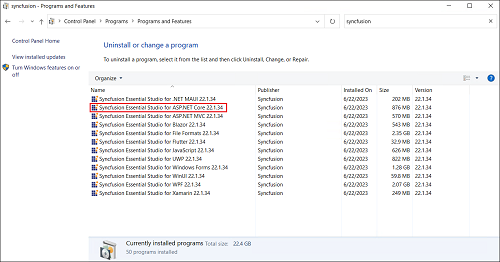 syncfusion - Programs and Features
Control Panel > Programs > Programs and Features
syncfusion
Control Panel Home
View installed updates
Turn Windows features on or off
Uninstall or change a program
To uninstall a program, select it from the list and then click Uninstall, Change, or Repair.
Organize
Name Publisher Installed On Size Version
Syncfusion Essential Studio for .NET MAUI 22.1.34 Syncfusion 6/22/2023 202 MB 22.1.34
Syncfusion Essential Studio for ASP.NET Core 22.1.34 Syncfusion 6/22/2023 876 MB 22.1.34
Syncfusion Essential Studio for ASP.NET MVC 22.1.34 Syncfusion 6/22/2023 570 MB 22.1.34
Syncfusion Essential Studio for Blazor 22.1.34 Syncfusion 6/22/2023 543 MB 22.1.34
Syncfusion Essential Studio for File Formats 22.1.34 Syncfusion 6/22/2023 2.35 GB 22.1.34
Syncfusion Essential Studio for Flutter 22.1.34 Syncfusion 6/22/2023 32.9 MB 22.1.34
Syncfusion Essential Studio for JavaScript 22.1.34 Syncfusion 6/22/2023 626 MB 22.1.34
Syncfusion Essential Studio for UWP 22.1.34 Syncfusion 6/22/2023 822 MB 22.1.34
Syncfusion Essential Studio for Windows Forms 22.1.34 Syncfusion 6/22/2023 1.28 GB 22.1.34
Syncfusion Essential Studio for WinUI 22.1.34 Syncfusion 6/22/2023 59.8 MB 22.1.34
Syncfusion Essential Studio for WPF 22.1.34 Syncfusion 6/22/2023 2.07 GB 22.1.34
Syncfusion Essential Studio for Xamarin 22.1.34 Syncfusion 6/22/2023 249 MB 22.1.34
Currently installed programs Total size: 22.4 GB
50 programs installed